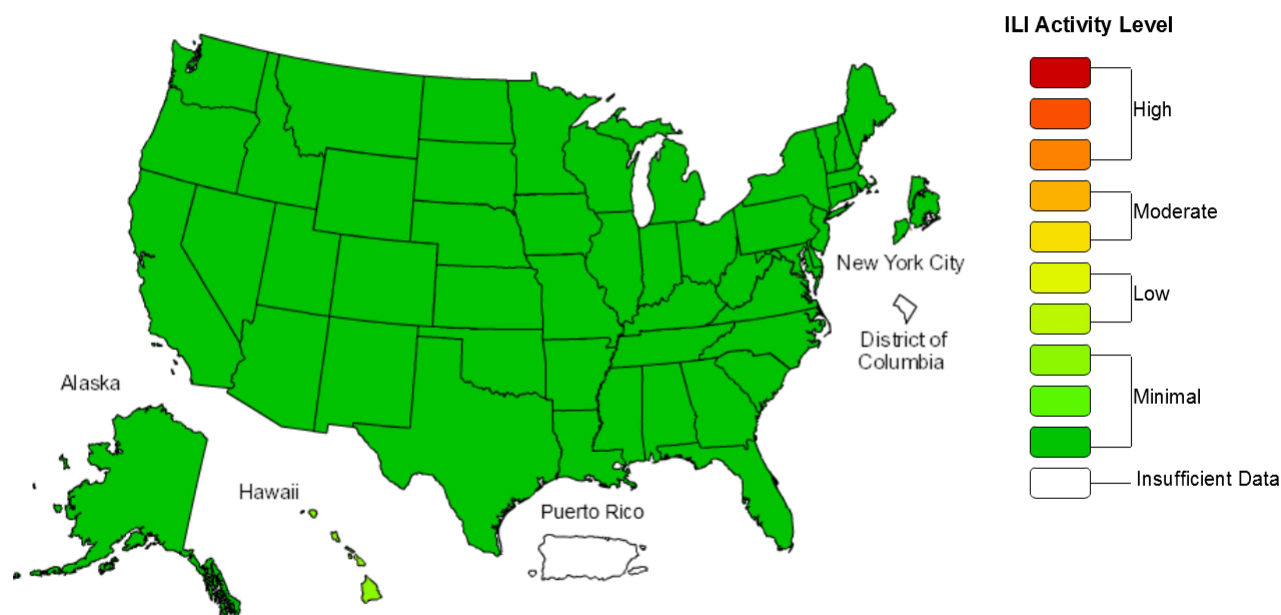 ILI Activity Level
High
Moderate
New York City
Low
District of
Columbia
Alaska
Minimal
Insufficient Data
Hawaii
Puerto Rico